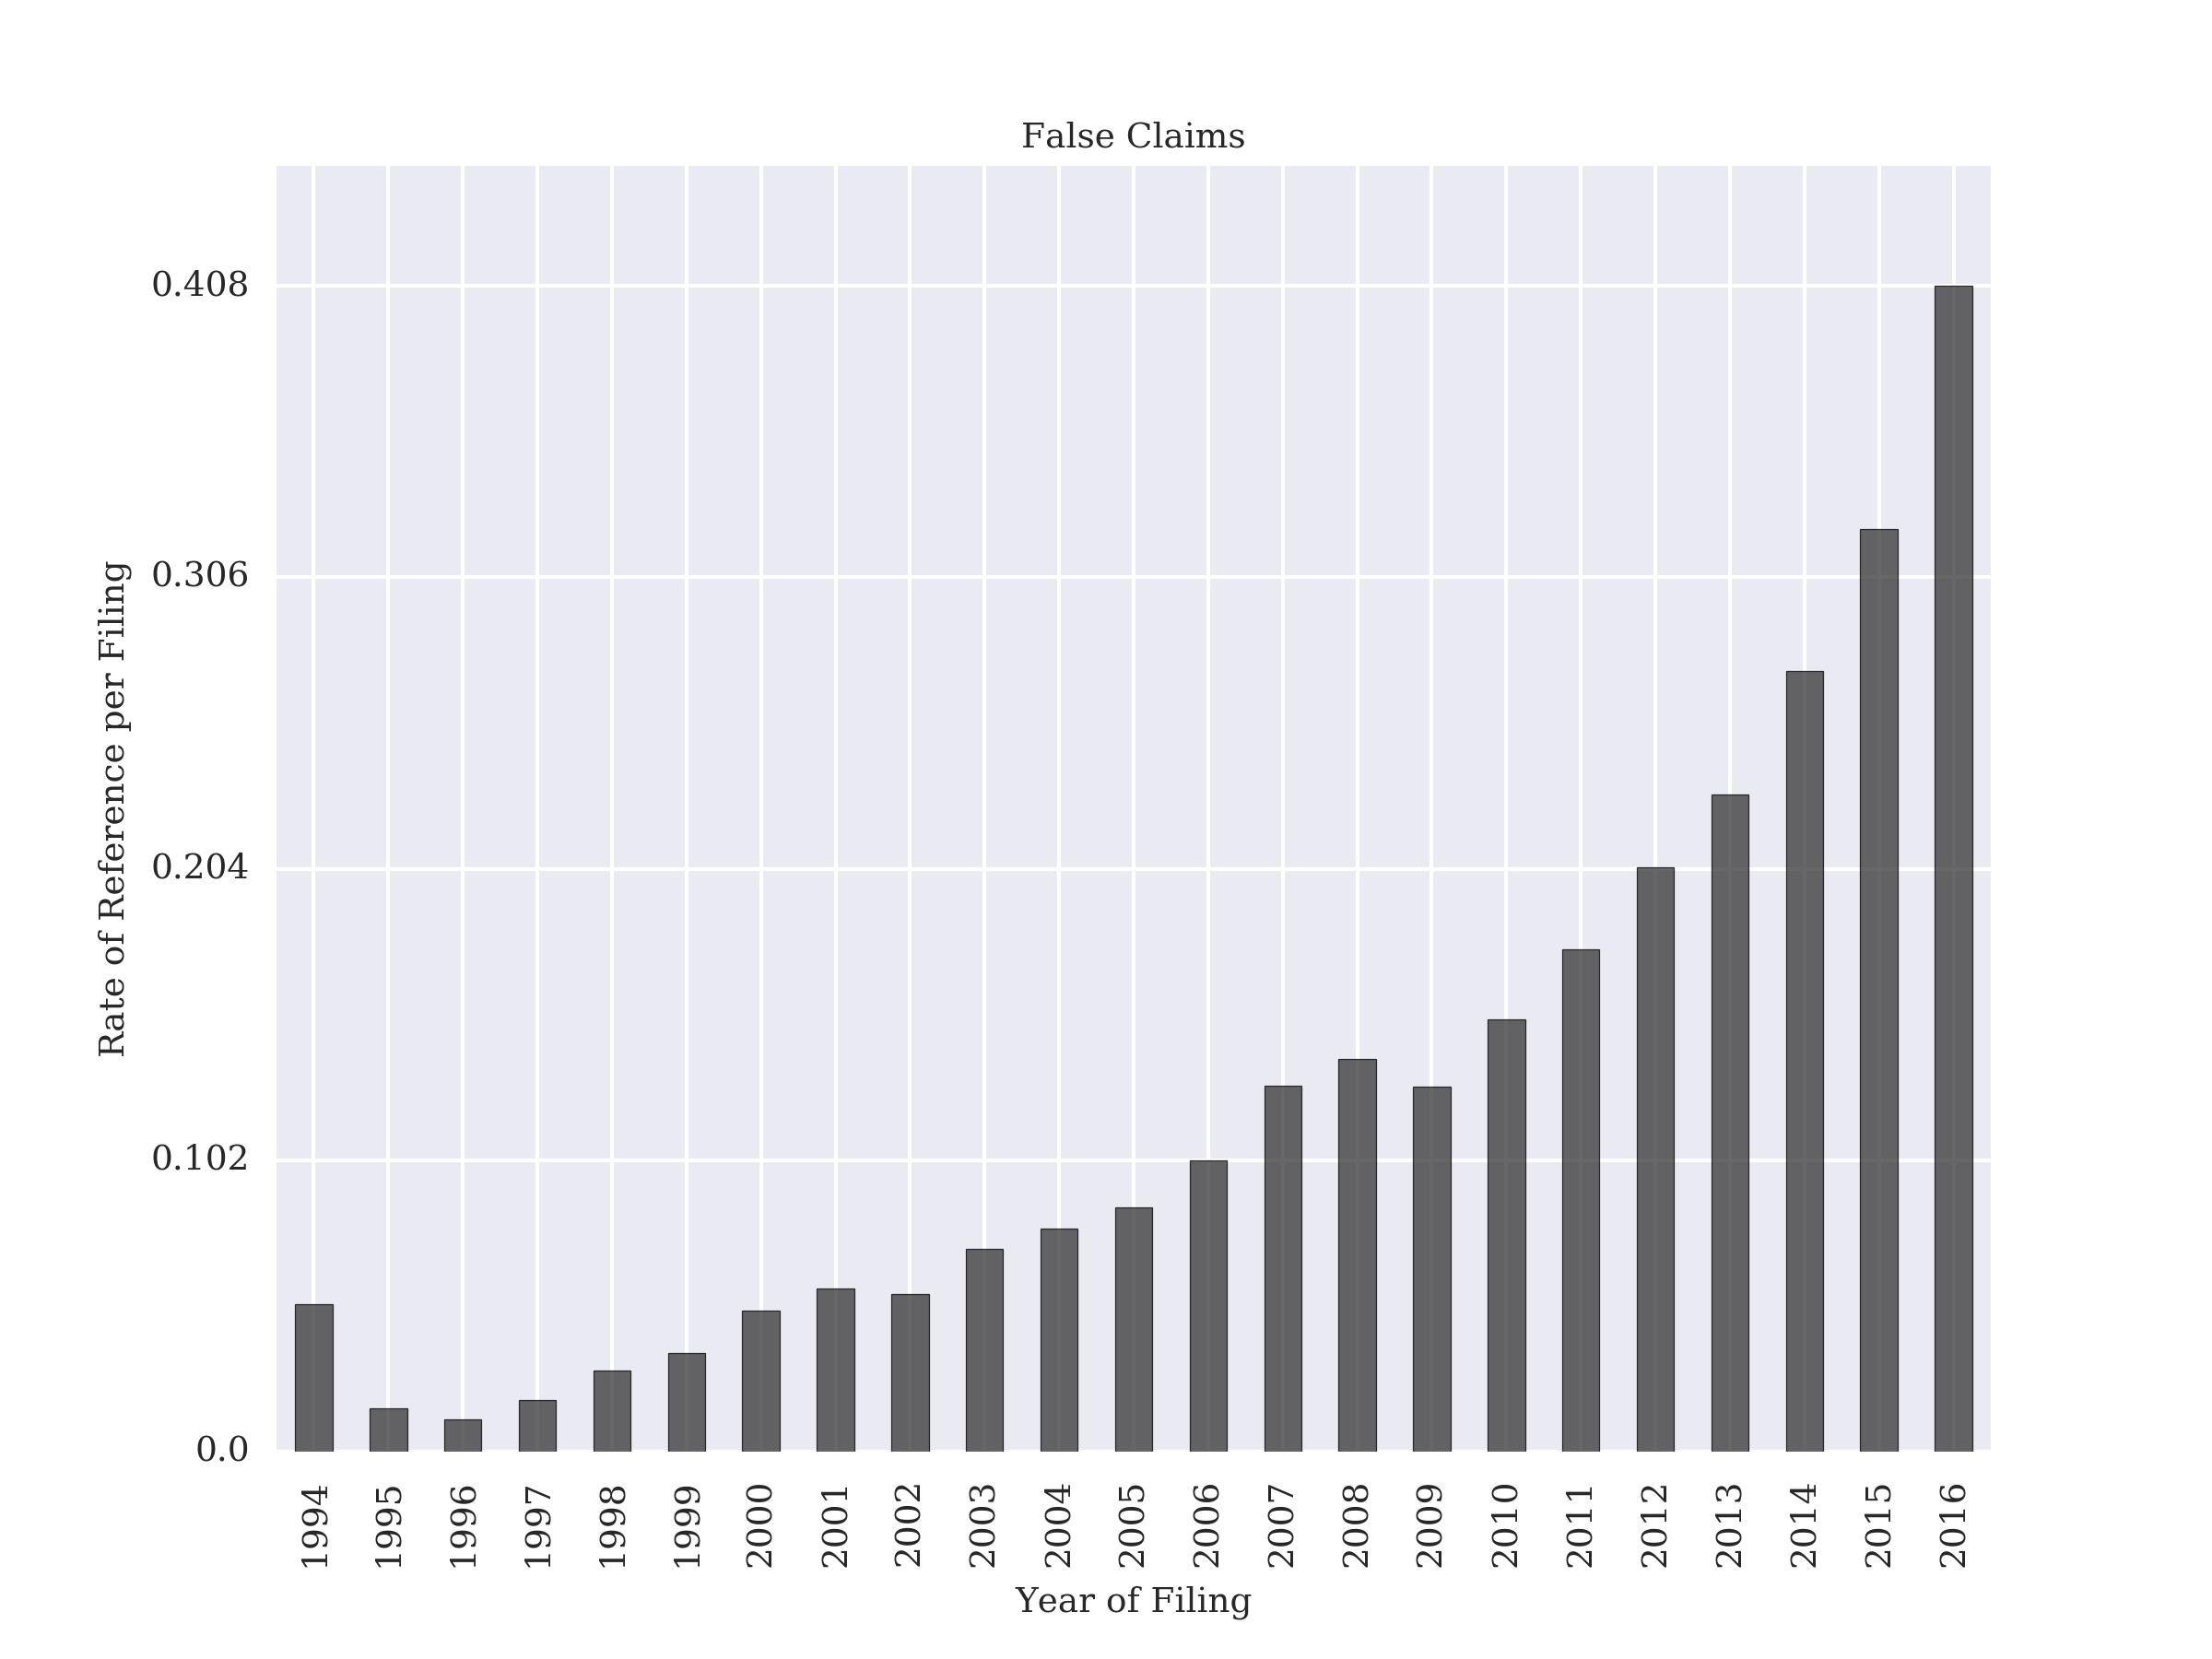 False Claims
Rate of Reference per Filing
0.408
0.306
0.204
0.102
0.0
1994 1995 1996 1997 1998 1999 2000 2001 2002 2003 2004 2005 2006 2007 2008 2009 2010 2011 2012 2013 2014 2015 2016
Year of Filing